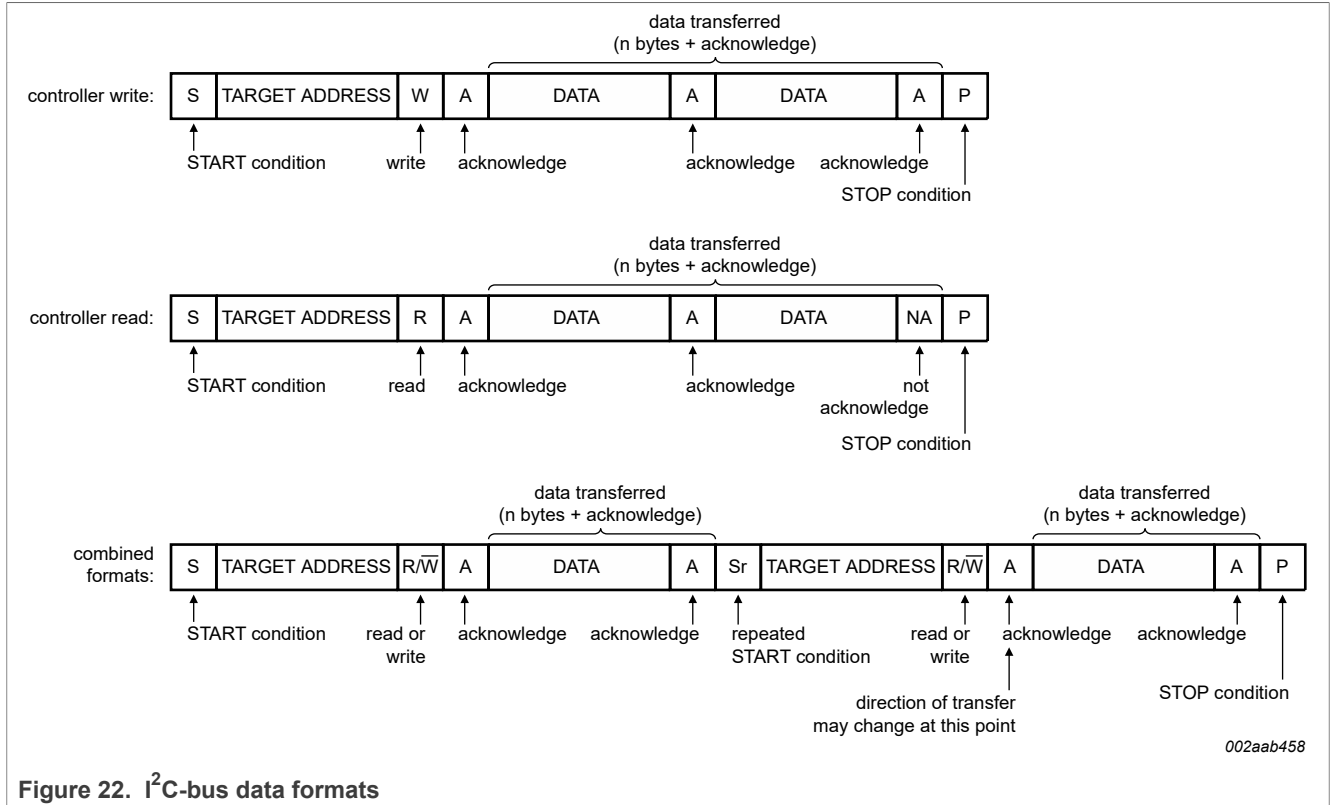 data transferred
(n bytes + acknowledge)
controller write: S TARGET ADDRESS W A DATA A DATA A P
START condition write acknowledge acknowledge acknowledge
STOP condition
data transferred
(n bytes + acknowledge)
controller read: S TARGET ADDRESS R A DATA A DATA NA P
START condition read acknowledge acknowledge not
acknowledge
STOP condition
data transferred data transferred
(n bytes + acknowledge) (n bytes + acknowledge)
combined
formats: S TARGET ADDRESS R/W̅ A DATA A Sr TARGET ADDRESS R/W̅ A DATA A P
START condition read or acknowledge acknowledge repeated read or acknowledge acknowledge
write START condition write
STOP condition
direction of transfer
may change at this point
002aab458
Figure 22. I²C-bus data formats